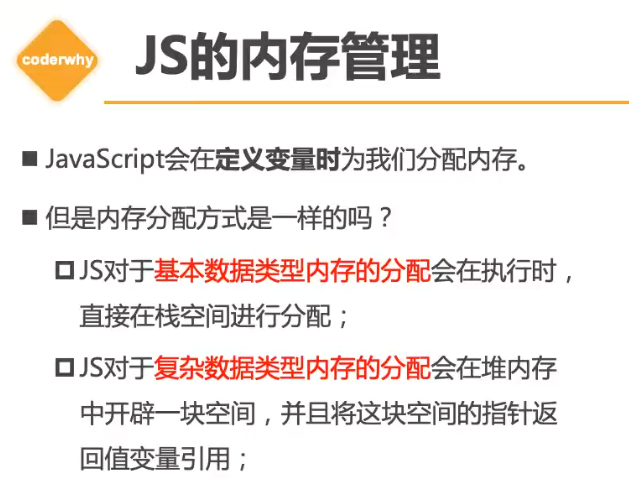 coderwhy
JS的内存管理
JavaScript会在定义变量时为我们分配内存。
但是内存分配方式是一样的吗？
JS对于基本数据类型内存的分配会在执行时，
直接在栈空间进行分配；
JS对于复杂数据类型内存的分配会在堆内存
中开辟一块空间，并且将这块空间的指针返
回值变量引用；